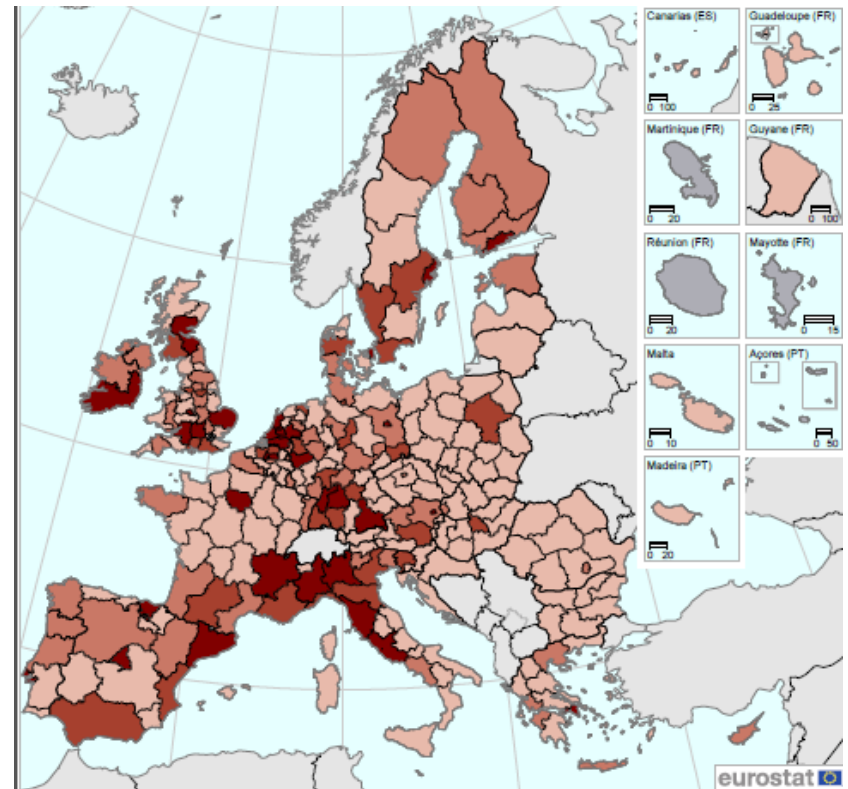 Canarias (ES)
0 100
Guadeloupe (FR)
0 25
Martinique (FR)
0 20
Guyane (FR)
0 100
Réunion (FR)
0 20
Mayotte (FR)
0 15
Malta
0 10
Açores (PT)
0 50
Madeira (PT)
0 20
eurostat